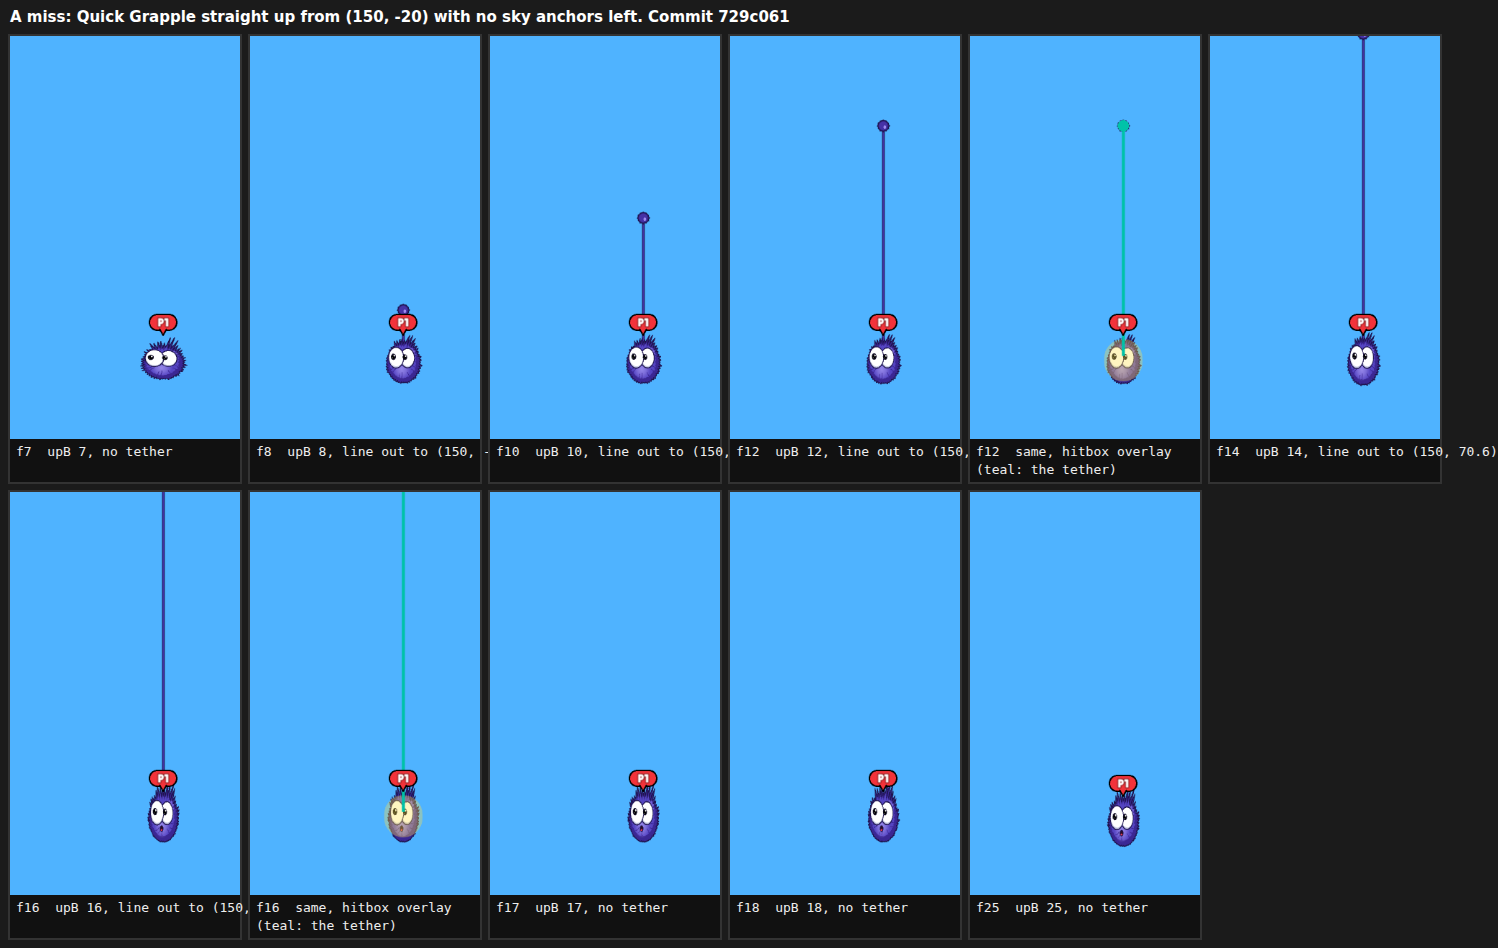 A miss: Quick Grapple straight up from (150, -20) with no sky anchors left. Commit 729c061
P1
P1
P1
P1
P1
P1
f7 upB 7, no tether
f8 upB 8, line out to (150, -
f10 upB 10, line out to (150,
f12 upB 12, line out to (150,
f12 same, hitbox overlay
(teal: the tether)
f14 upB 14, line out to (150, 70.6)
P1
P1
P1
P1
P1
f16 upB 16, line out to (150,
f16 same, hitbox overlay
(teal: the tether)
f17 upB 17, no tether
f18 upB 18, no tether
f25 upB 25, no tether